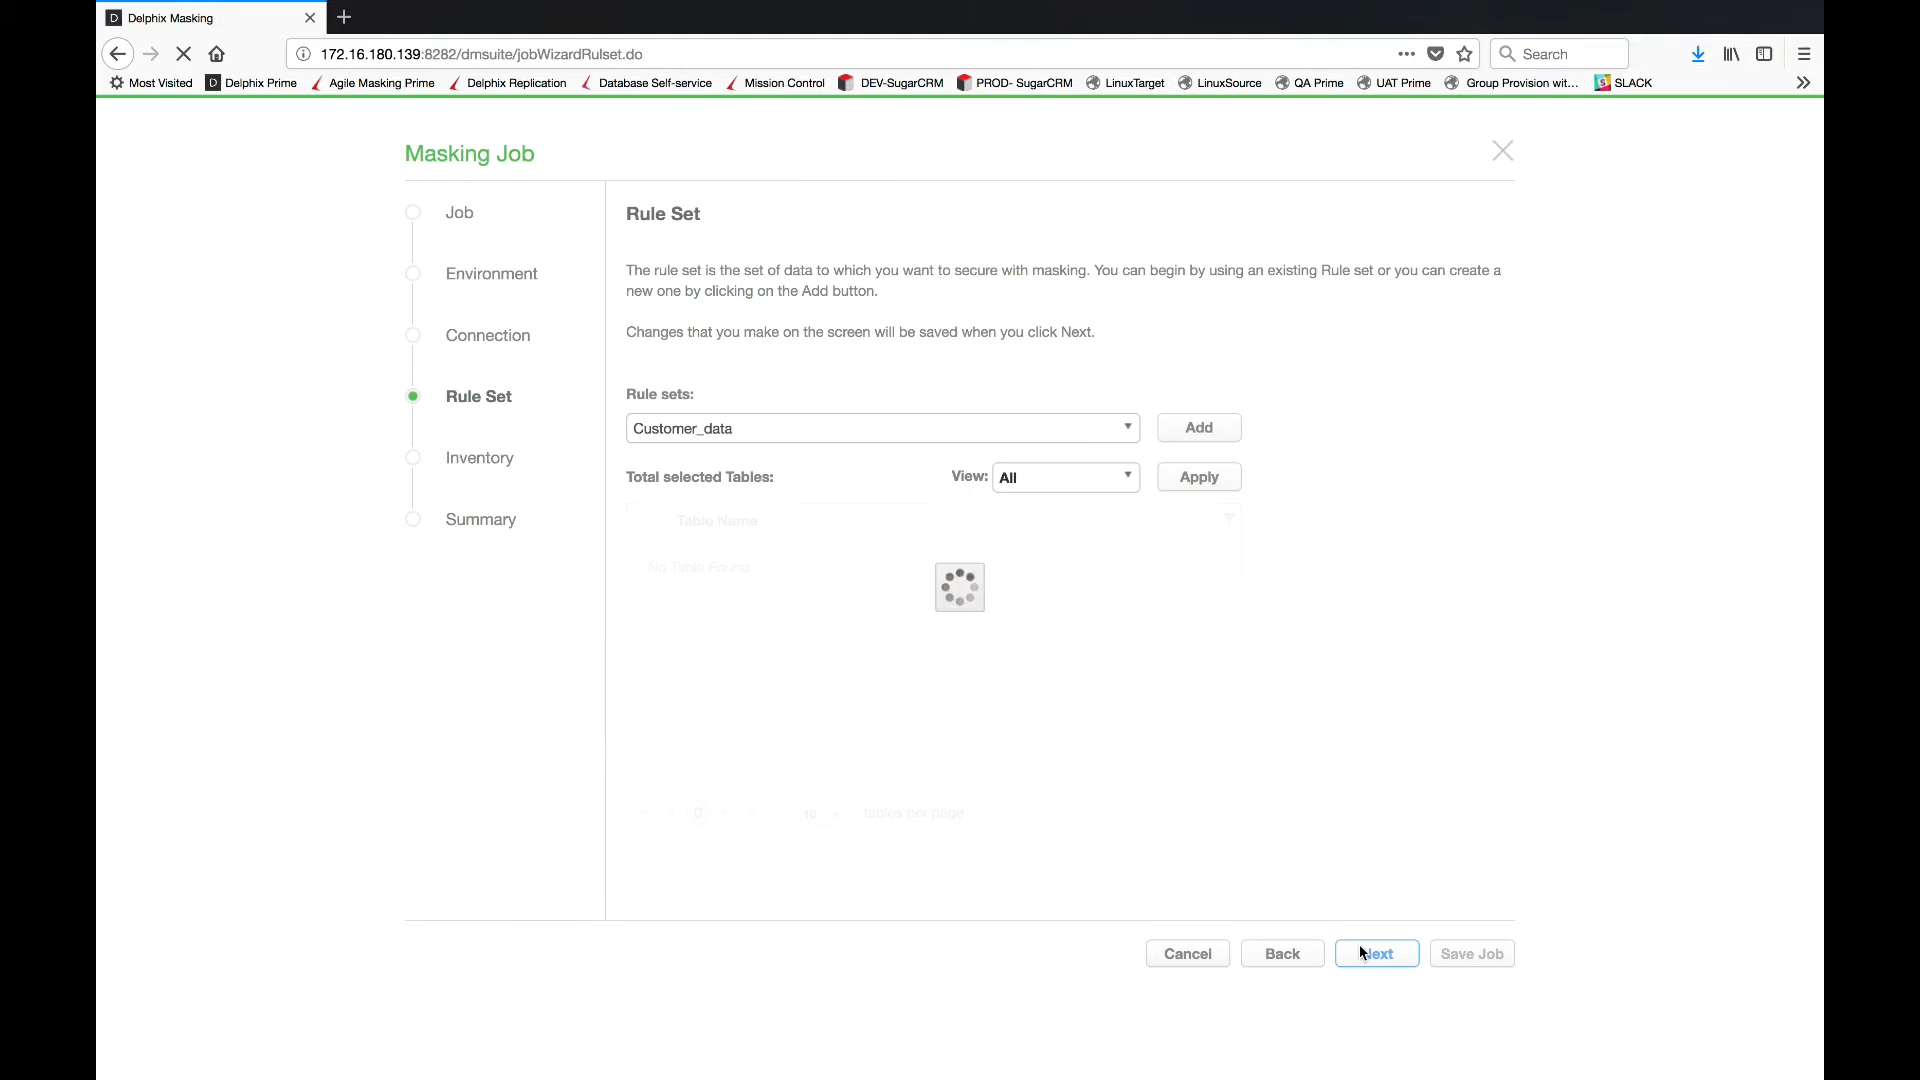 Delphix Masking
172.16.180.139:8282/dmsuite/jobWizardRulset.do
Search
Most Visited
Delphix Prime
Agile Masking Prime
Delphix Replication
Database Self-service
Mission Control
DEV-SugarCRM
PROD- SugarCRM
LinuxTarget
LinuxSource
QA Prime
UAT Prime
Group Provision wit...
SLACK
Masking Job
Job
Environment
Connection
Rule Set
Inventory
Summary
Rule Set
The rule set is the set of data to which you want to secure with masking. You can begin by using an existing Rule set or you can create a
new one by clicking on the Add button.
Changes that you make on the screen will be saved when you click Next.
Rule sets:
Customer_data
Add
Total selected Tables:
View: All
Apply
Table Name
No Table Found
0
10
tables per page
Cancel
Back
Next
Save Job